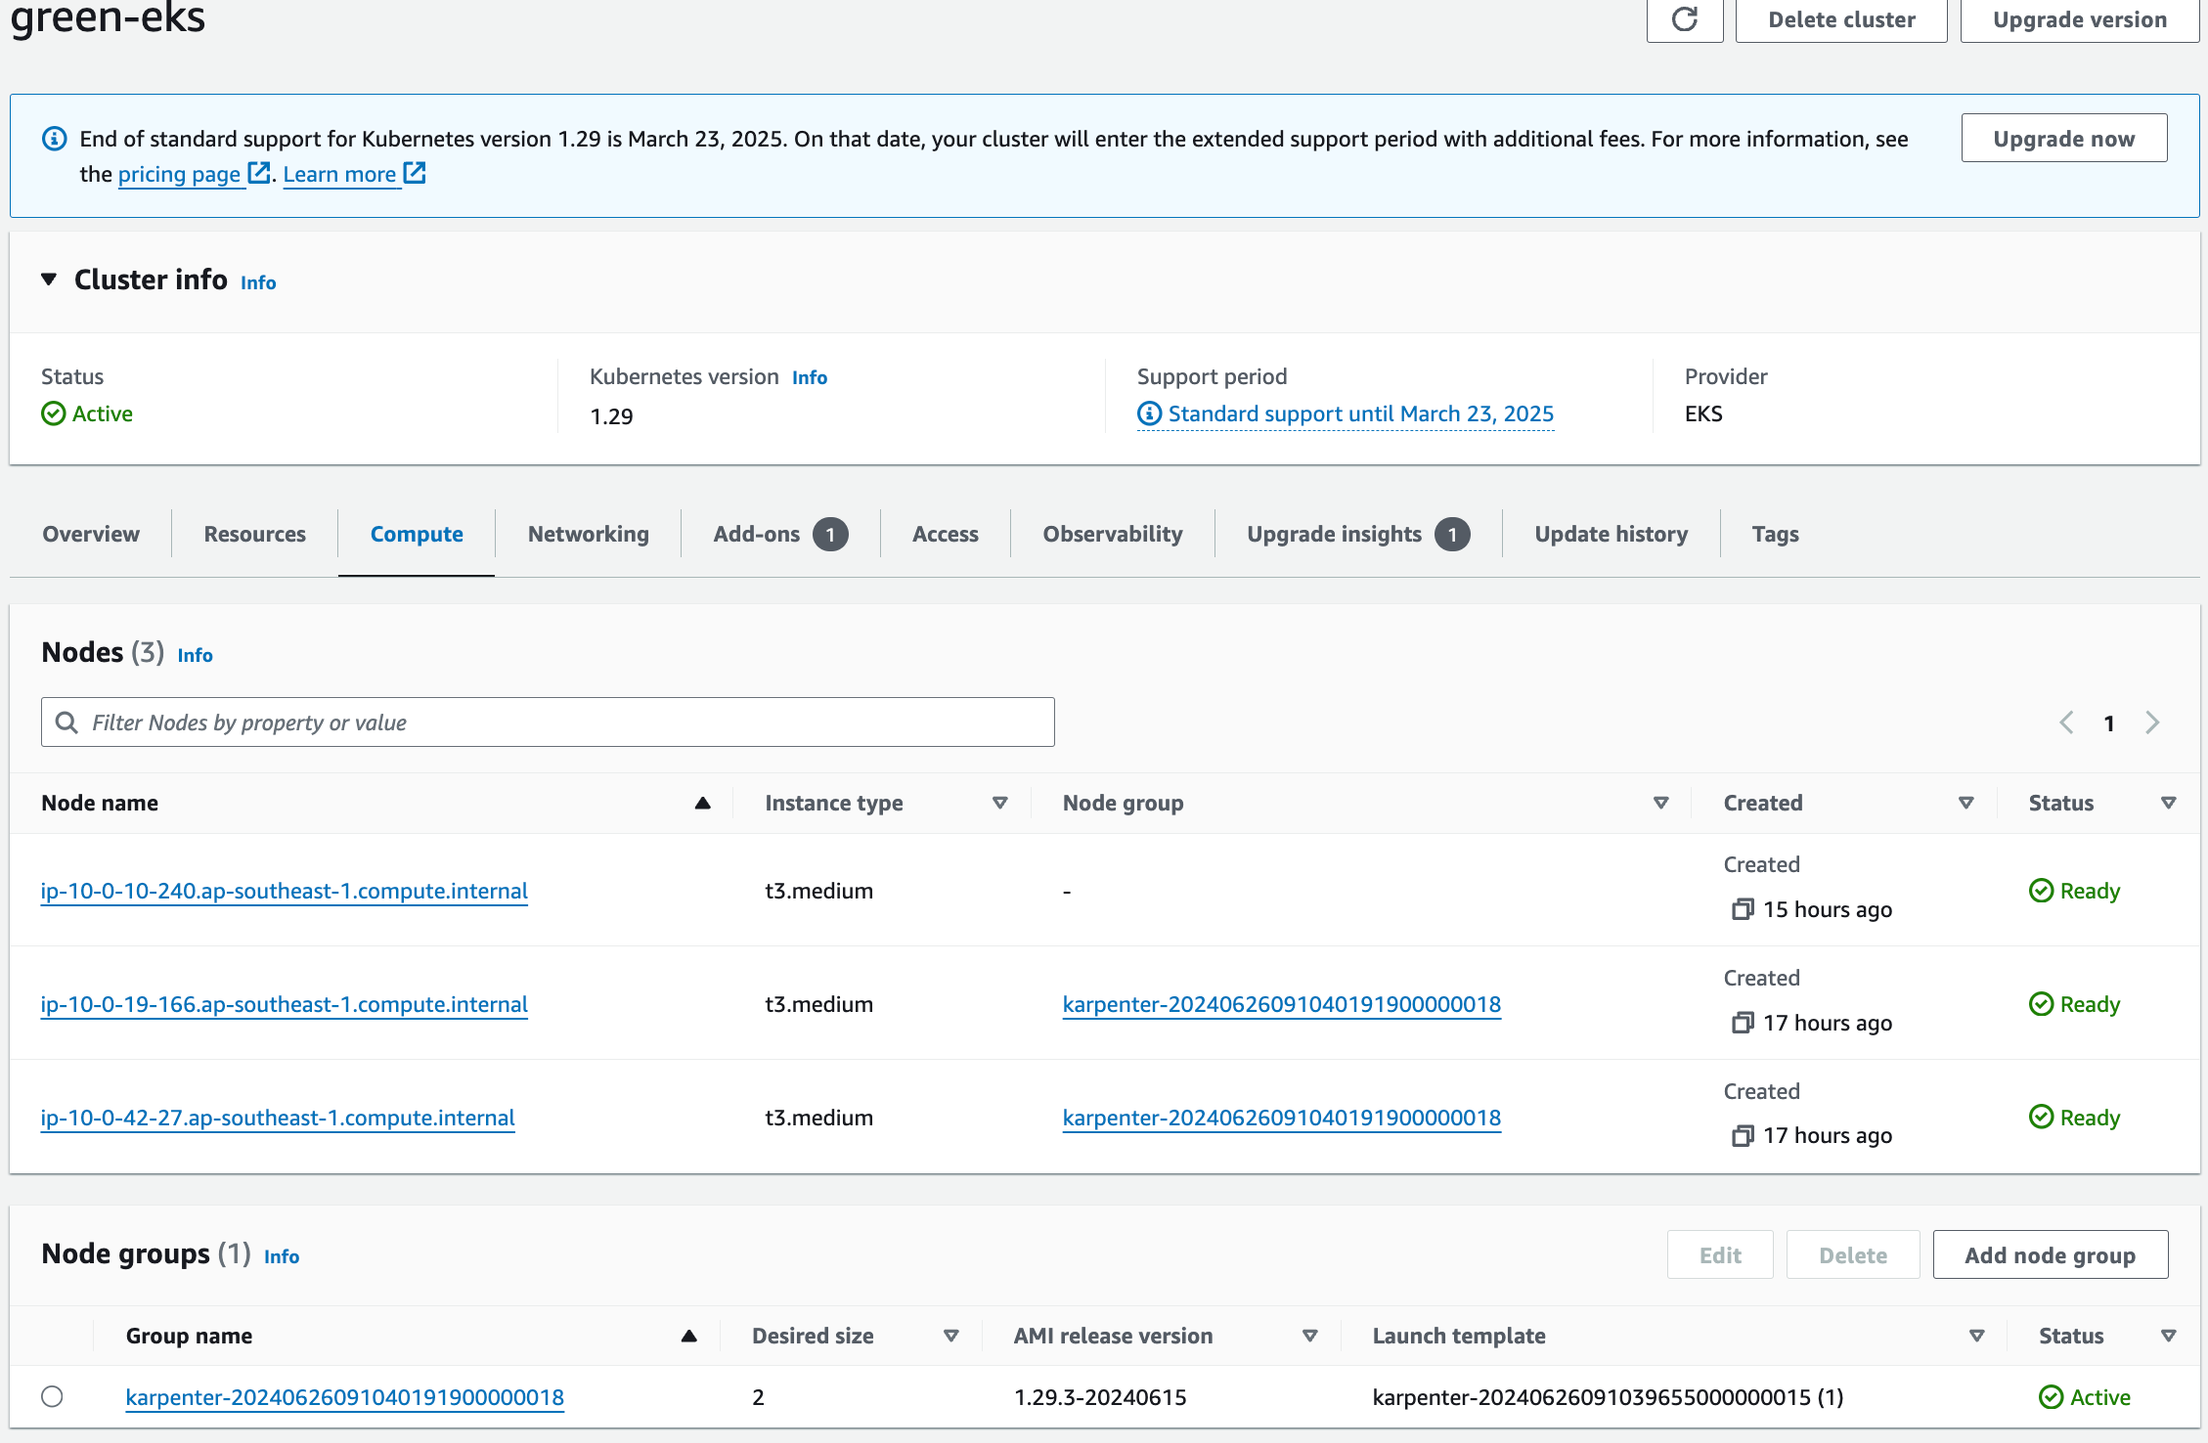 green-eks
Delete cluster
Upgrade version
End of standard support for Kubernetes version 1.29 is March 23, 2025. On that date, your cluster will enter the extended support period with additional fees. For more information, see
the pricing page. Learn more
Upgrade now
Cluster info Info
Status
Active
Kubernetes version Info
1.29
Support period
Standard support until March 23, 2025
Provider
EKS
Overview Resources Compute Networking Add-ons 1 Access Observability Upgrade insights 1 Update history Tags
Nodes (3) Info
Filter Nodes by property or value
1
Node name Instance type Node group Created Status
ip-10-0-10-240.ap-southeast-1.compute.internal t3.medium - Created
15 hours ago
Ready
ip-10-0-19-166.ap-southeast-1.compute.internal t3.medium karpenter-20240626091040191900000018 Created
17 hours ago
Ready
ip-10-0-42-27.ap-southeast-1.compute.internal t3.medium karpenter-20240626091040191900000018 Created
17 hours ago
Ready
Node groups (1) Info
Edit
Delete
Add node group
Group name Desired size AMI release version Launch template Status
karpenter-20240626091040191900000018 2 1.29.3-20240615 karpenter-20240626091039655000000015 (1) Active